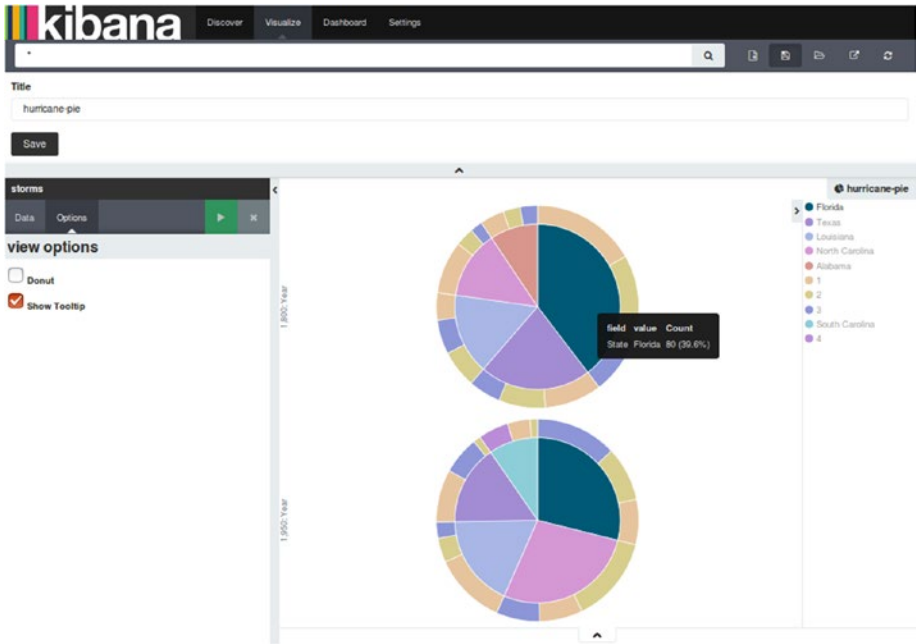 kibana Discover Visualize Dashboard Settings
*
Title
hurricane-pie
Save
storms
Data Options
view options
Donut
Show Tooltip
1,800: Year
field value Count
State Florida 80 (39.6%)
1,950: Year
hurricane-pie
Florida
Texas
Louisiana
North Carolina
Alabama
1
2
3
South Carolina
4